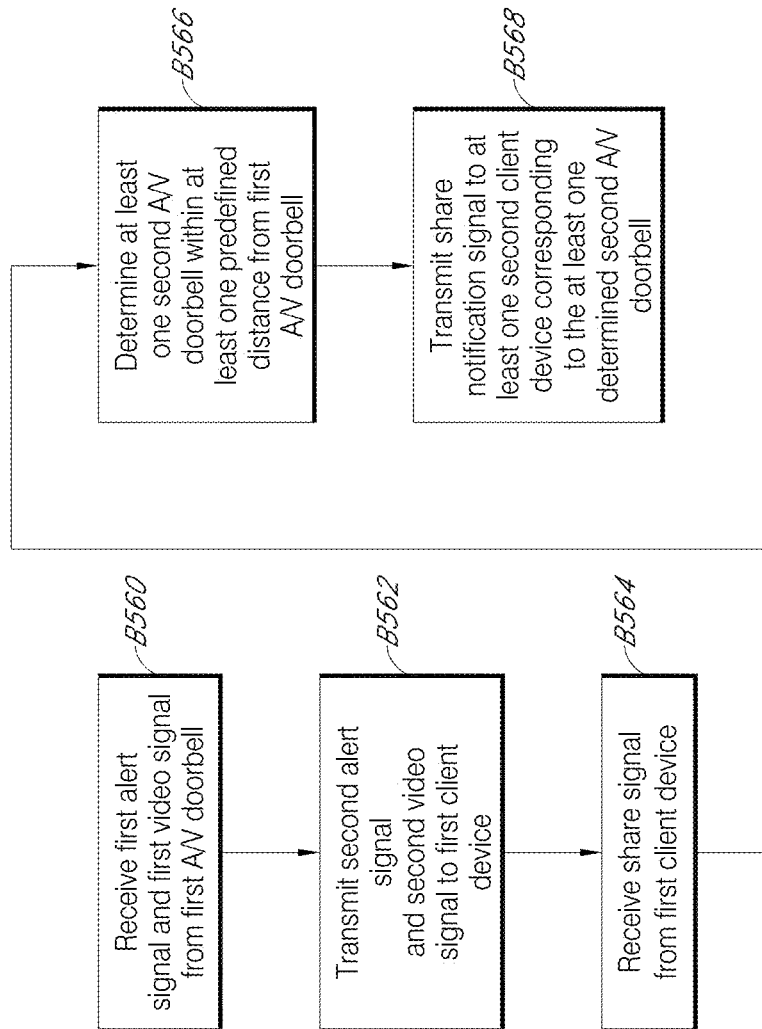 B560
Receive first alert
signal and first video signal
from first A/V doorbell
B562
Transmit second alert
signal
and second video
signal to first client
device
B564
Receive share signal
from first client device
B566
Determine at least
one second A/V
doorbell within at
least one predefined
distance from first
A/V doorbell
B568
Transmit share
notification signal to at
least one second client
device corresponding
to the at least one
determined second A/V
doorbell